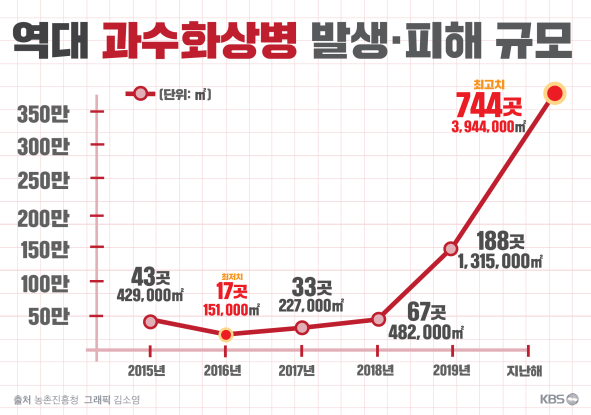 역대 과수화상병 발생·피해 규모
(단위: ㎡)
최고치
744곳
3,944,000㎡
350만
300만
250만
200만
150만
100만
50만
188곳
1,315,000㎡
43곳
429,000㎡
최저치
17곳
151,000㎡
33곳
227,000㎡
67곳
482,000㎡
2015년
2016년
2017년
2018년
2019년
지난해
출처 농촌진흥청 그래픽 김소영
KBS